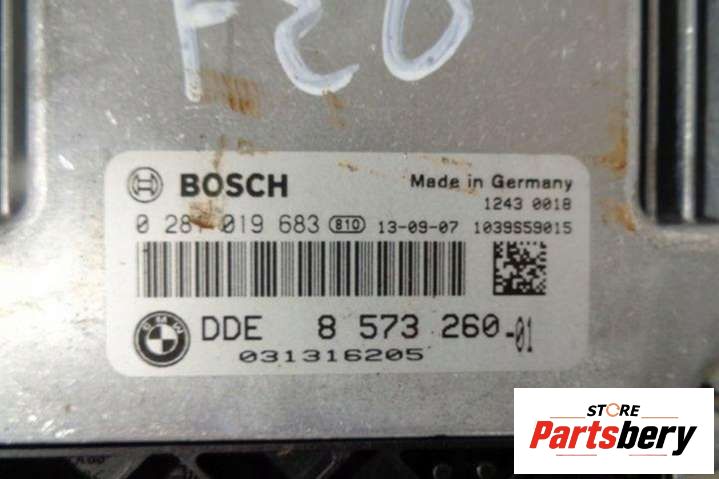 F20
BOSCH
Made in Germany
1243 0018
0 281 019 683 810 13-09-07 1039S59015
BMW
DDE 8 573 260-01
031316205
STORE
Partsbery